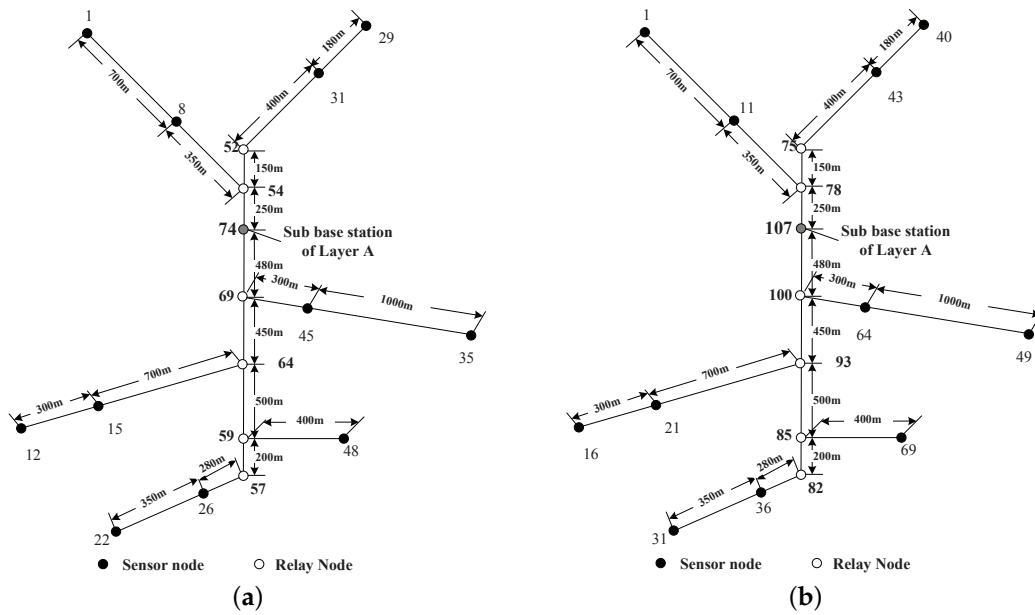 1
29
180m
31
700m
400m
8
52
350m
150m
54
250m
74
Sub base station
of Layer A
480m
300m
1000m
69
45
35
450m
700m
64
300m
15
12
500m
59
400m
48
200m
280m
57
350m
26
22
Sensor node
Relay Node
(a)
1
40
180m
43
700m
400m
11
75
350m
150m
78
250m
107
Sub base station
of Layer A
480m
300m
1000m
100
64
49
450m
700m
93
300m
21
16
500m
85
400m
69
200m
280m
82
350m
36
31
Sensor node
Relay Node
(b)